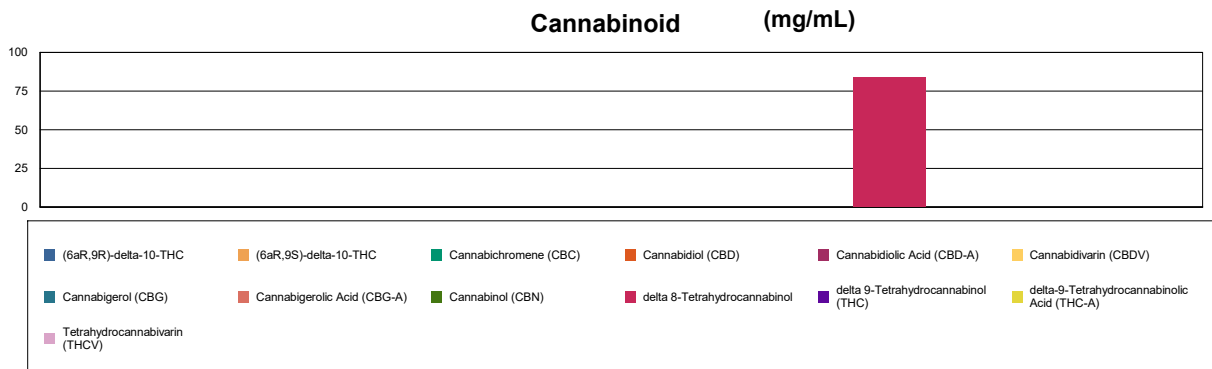 Cannabinoid (mg/mL)
100
75
50
25
0
(6aR,9R)-delta-10-THC
(6aR,9S)-delta-10-THC
Cannabichromene (CBC)
Cannabidiol (CBD)
Cannabidiolic Acid (CBD-A)
Cannabidivarin (CBDV)
Cannabigerol (CBG)
Cannabigerolic Acid (CBG-A)
Cannabinol (CBN)
delta 8-Tetrahydrocannabinol
delta 9-Tetrahydrocannabinol
(THC)
delta-9-Tetrahydrocannabinolic
Acid (THC-A)
Tetrahydrocannabivarin
(THCV)